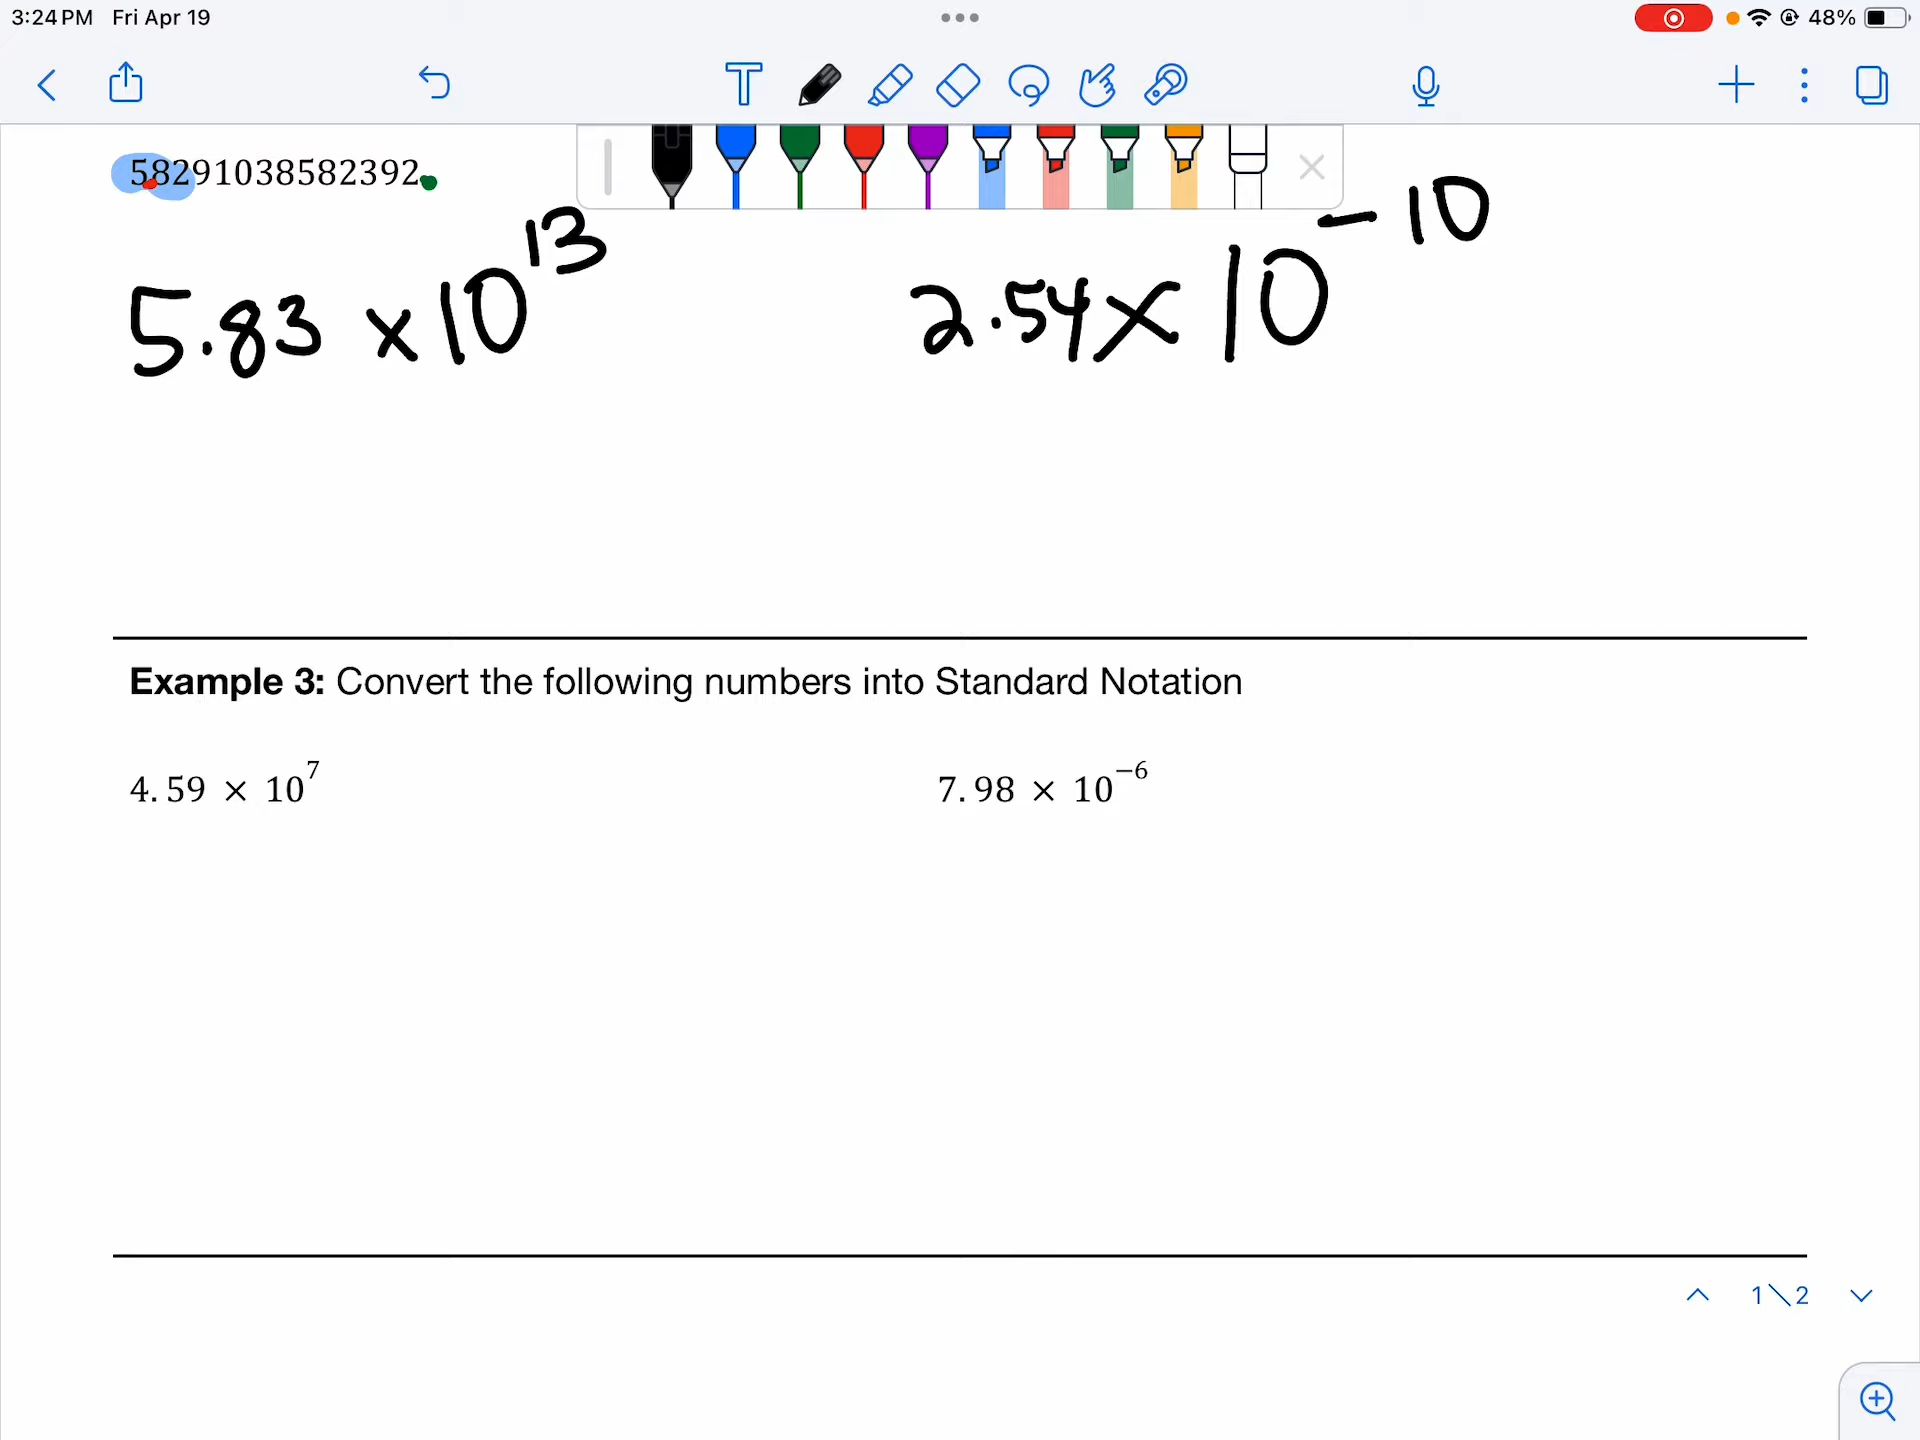 3:24 PM Fri Apr 19 48%
58291038582392.
5.83 x 10^13 2.54 x 10^-10
Example 3: Convert the following numbers into Standard Notation
4.59 × 10^7 7.98 × 10^−6
1\2